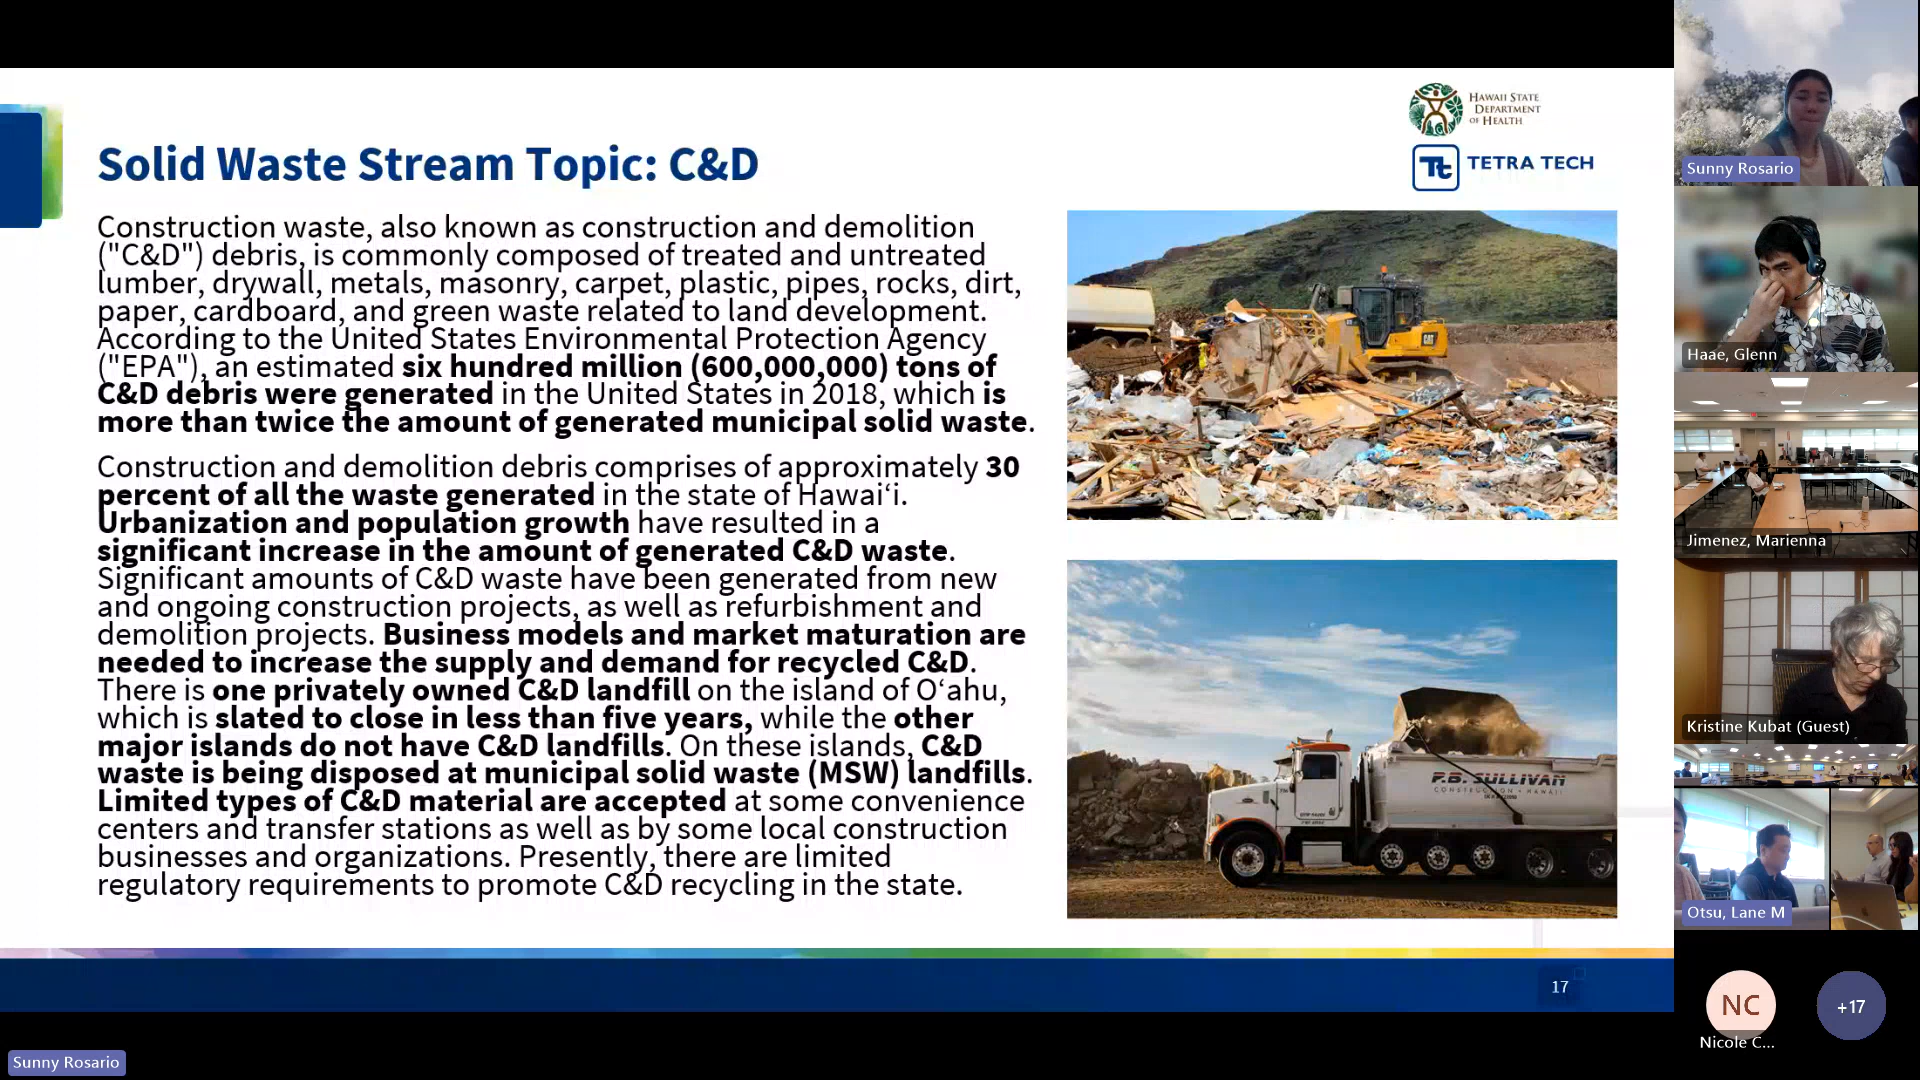 HAWAII STATE
DEPARTMENT
OF HEALTH
Tt TETRA TECH
Solid Waste Stream Topic: C&D
Construction waste, also known as construction and demolition
("C&D") debris, is commonly composed of treated and untreated
lumber, drywall, metals, masonry, carpet, plastic, pipes, rocks, dirt,
paper, cardboard, and green waste related to land development.
According to the United States Environmental Protection Agency
("EPA"), an estimated six hundred million (600,000,000) tons of
C&D debris were generated in the United States in 2018, which is
more than twice the amount of generated municipal solid waste.
Construction and demolition debris comprises of approximately 30
percent of all the waste generated in the state of Hawaiʻi.
Urbanization and population growth have resulted in a
significant increase in the amount of generated C&D waste.
Significant amounts of C&D waste have been generated from new
and ongoing construction projects, as well as refurbishment and
demolition projects. Business models and market maturation are
needed to increase the supply and demand for recycled C&D.
There is one privately owned C&D landfill on the island of Oʻahu,
which is slated to close in less than five years, while the other
major islands do not have C&D landfills. On these islands, C&D
waste is being disposed at municipal solid waste (MSW) landfills.
Limited types of C&D material are accepted at some convenience
centers and transfer stations as well as by some local construction
businesses and organizations. Presently, there are limited
regulatory requirements to promote C&D recycling in the state.
CAT
P.B. SULLIVAN
CONSTRUCTION • HAWAII
17
Sunny Rosario
Sunny Rosario
Haae, Glenn
Jimenez, Marienna
Kristine Kubat (Guest)
Otsu, Lane M
NC
Nicole C...
+17